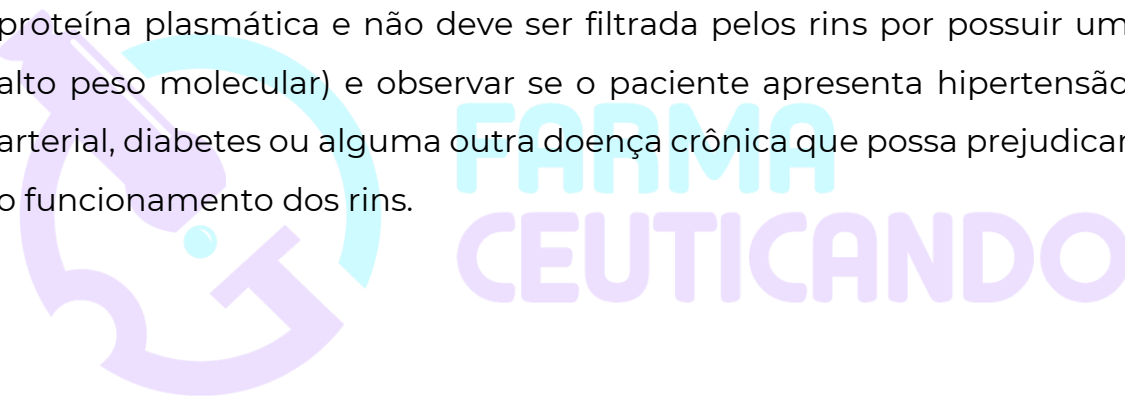 proteína plasmática e não deve ser filtrada pelos rins por possuir um
alto peso molecular) e observar se o paciente apresenta hipertensão
arterial, diabetes ou alguma outra doença crônica que possa prejudicar
o funcionamento dos rins.
FARMA
CEUTICANDO